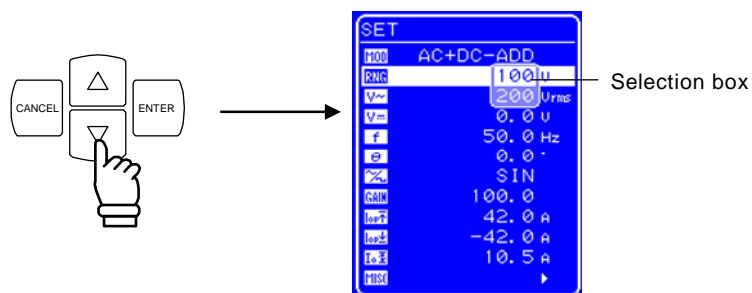 CANCEL
ENTER
SET
MOD AC+DC-ADD
RNG 100 V
V~ 200 Vrms
V⎓ 0.0 V
f 50.0 Hz
θ 0.0 °
SIN
GAIN 100.0
42.0 A
-42.0 A
10.5 A
MISC
Selection box